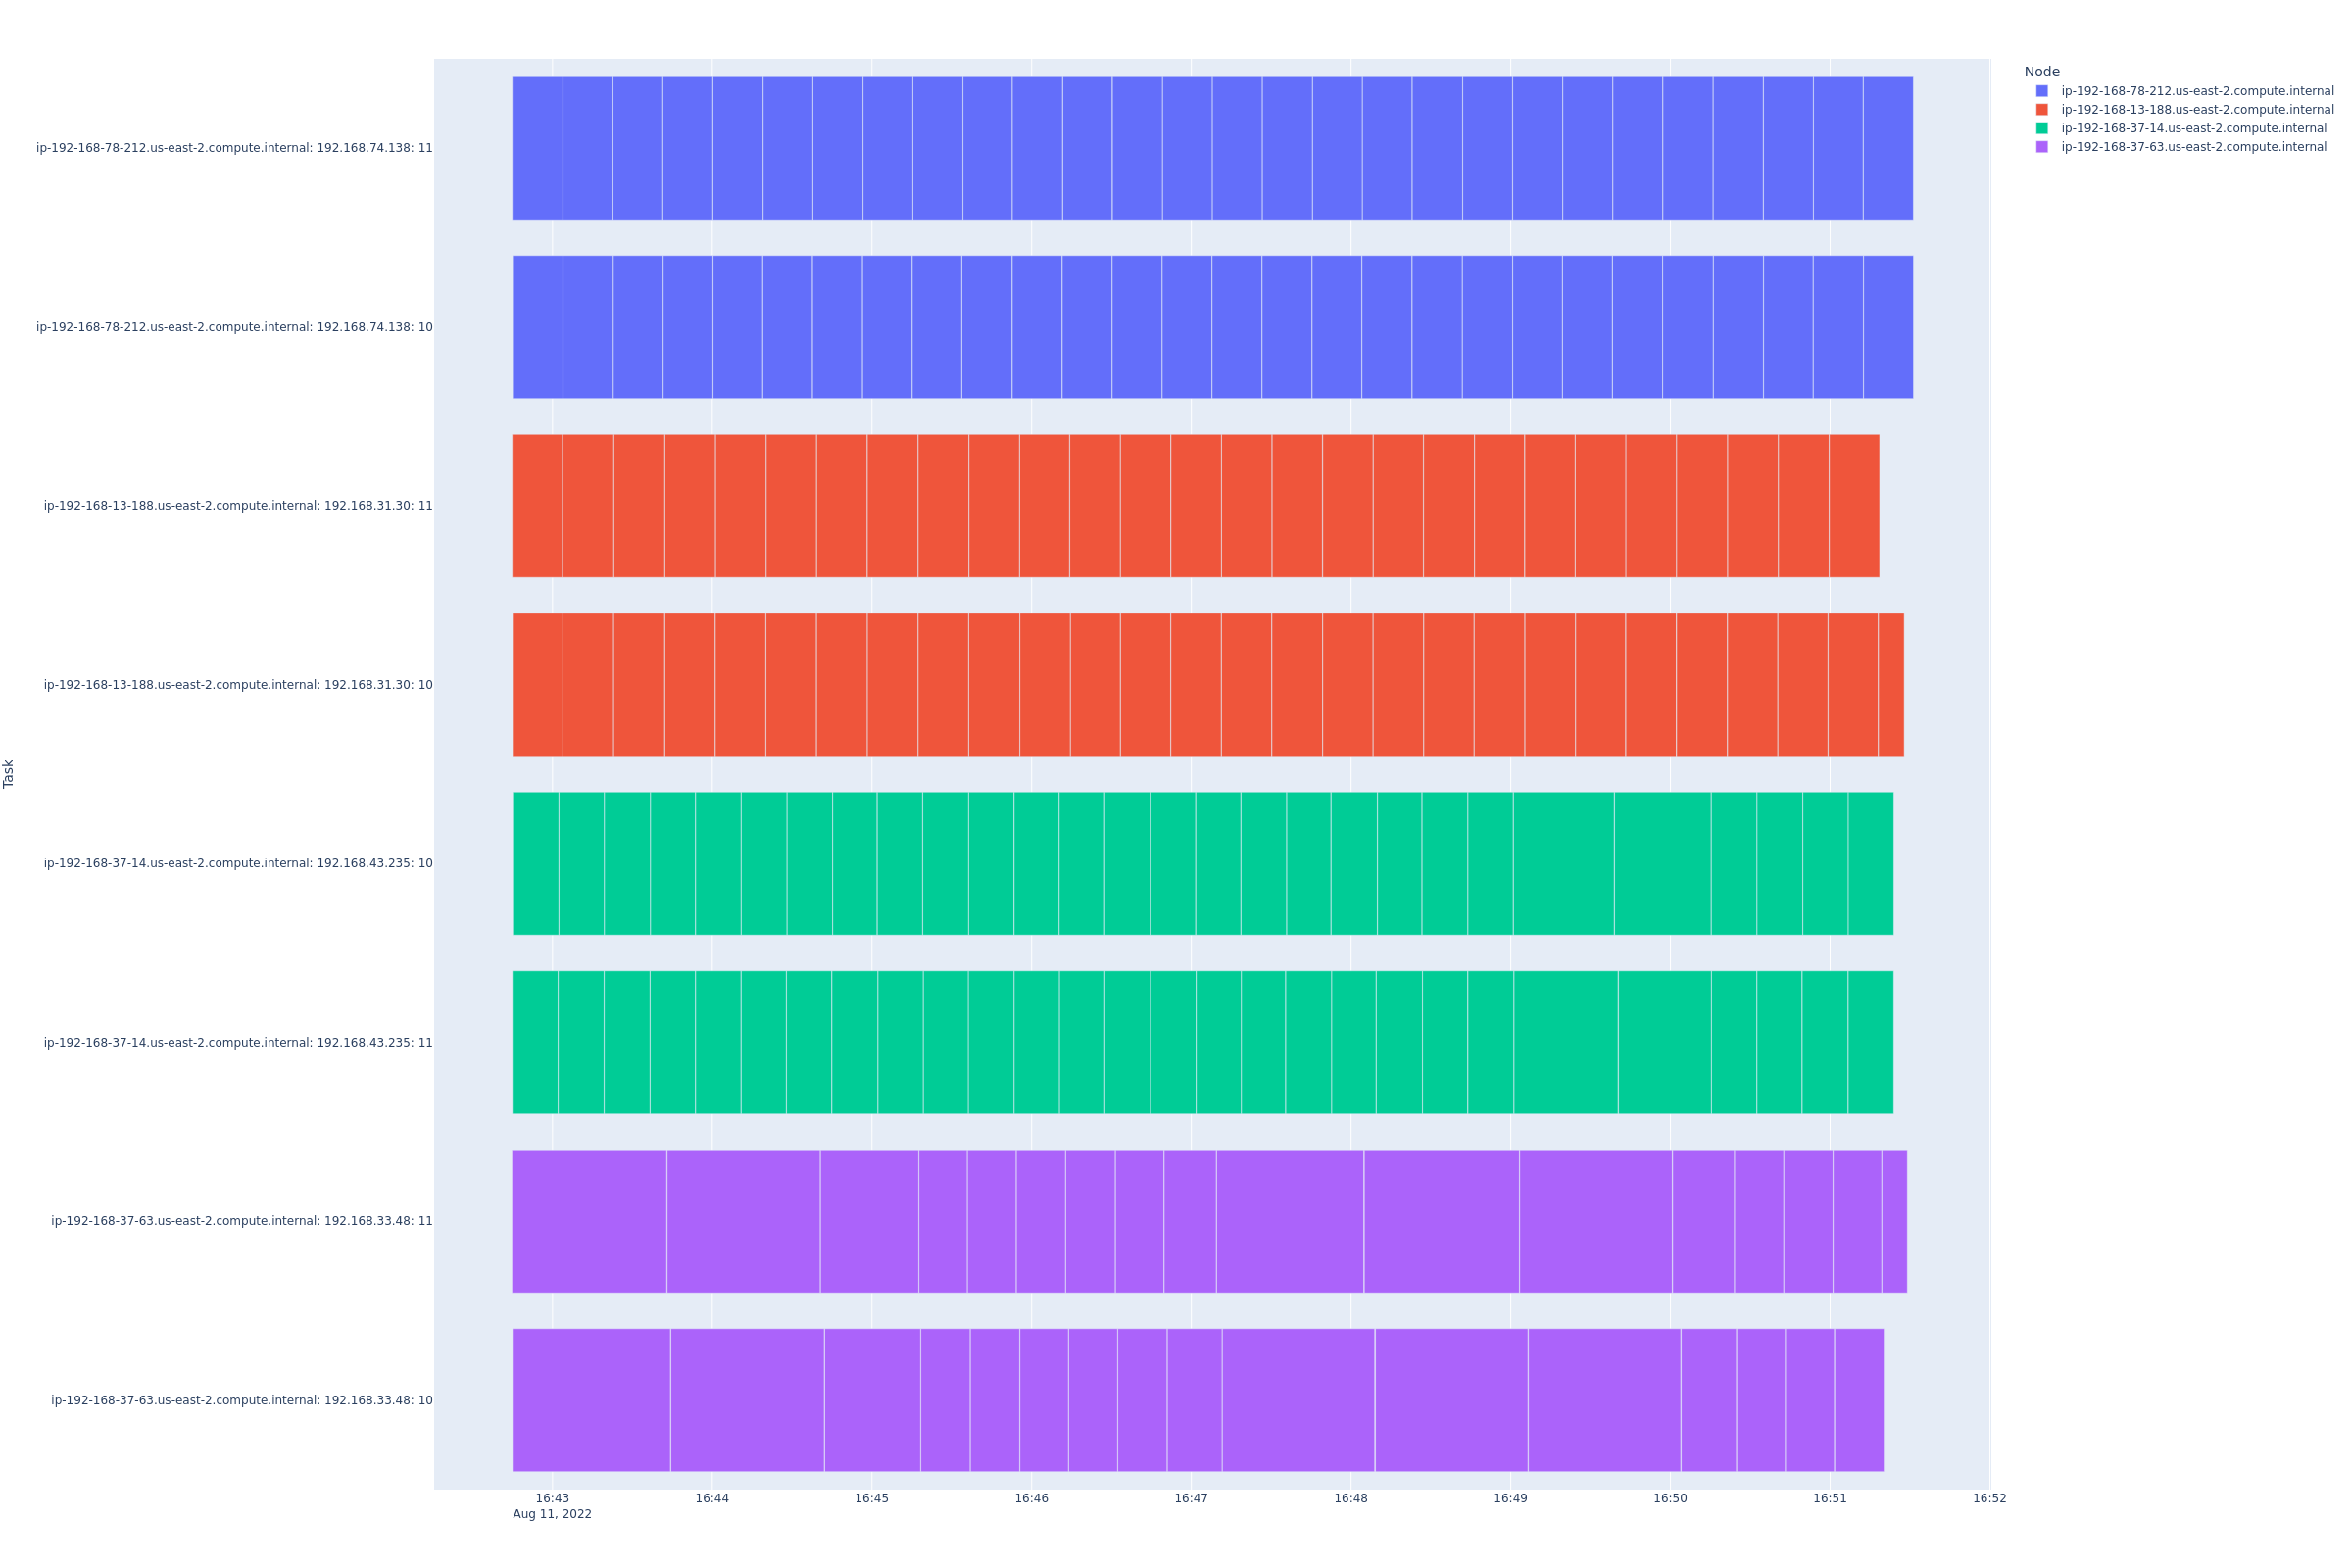 Node
ip-192-168-78-212.us-east-2.compute.internal
ip-192-168-13-188.us-east-2.compute.internal
ip-192-168-37-14.us-east-2.compute.internal
ip-192-168-37-63.us-east-2.compute.internal
ip-192-168-78-212.us-east-2.compute.internal: 192.168.74.138: 11
ip-192-168-78-212.us-east-2.compute.internal: 192.168.74.138: 10
ip-192-168-13-188.us-east-2.compute.internal: 192.168.31.30: 11
ip-192-168-13-188.us-east-2.compute.internal: 192.168.31.30: 10
Task
ip-192-168-37-14.us-east-2.compute.internal: 192.168.43.235: 10
ip-192-168-37-14.us-east-2.compute.internal: 192.168.43.235: 11
ip-192-168-37-63.us-east-2.compute.internal: 192.168.33.48: 11
ip-192-168-37-63.us-east-2.compute.internal: 192.168.33.48: 10
16:43 16:44 16:45 16:46 16:47 16:48 16:49 16:50 16:51 16:52
Aug 11, 2022